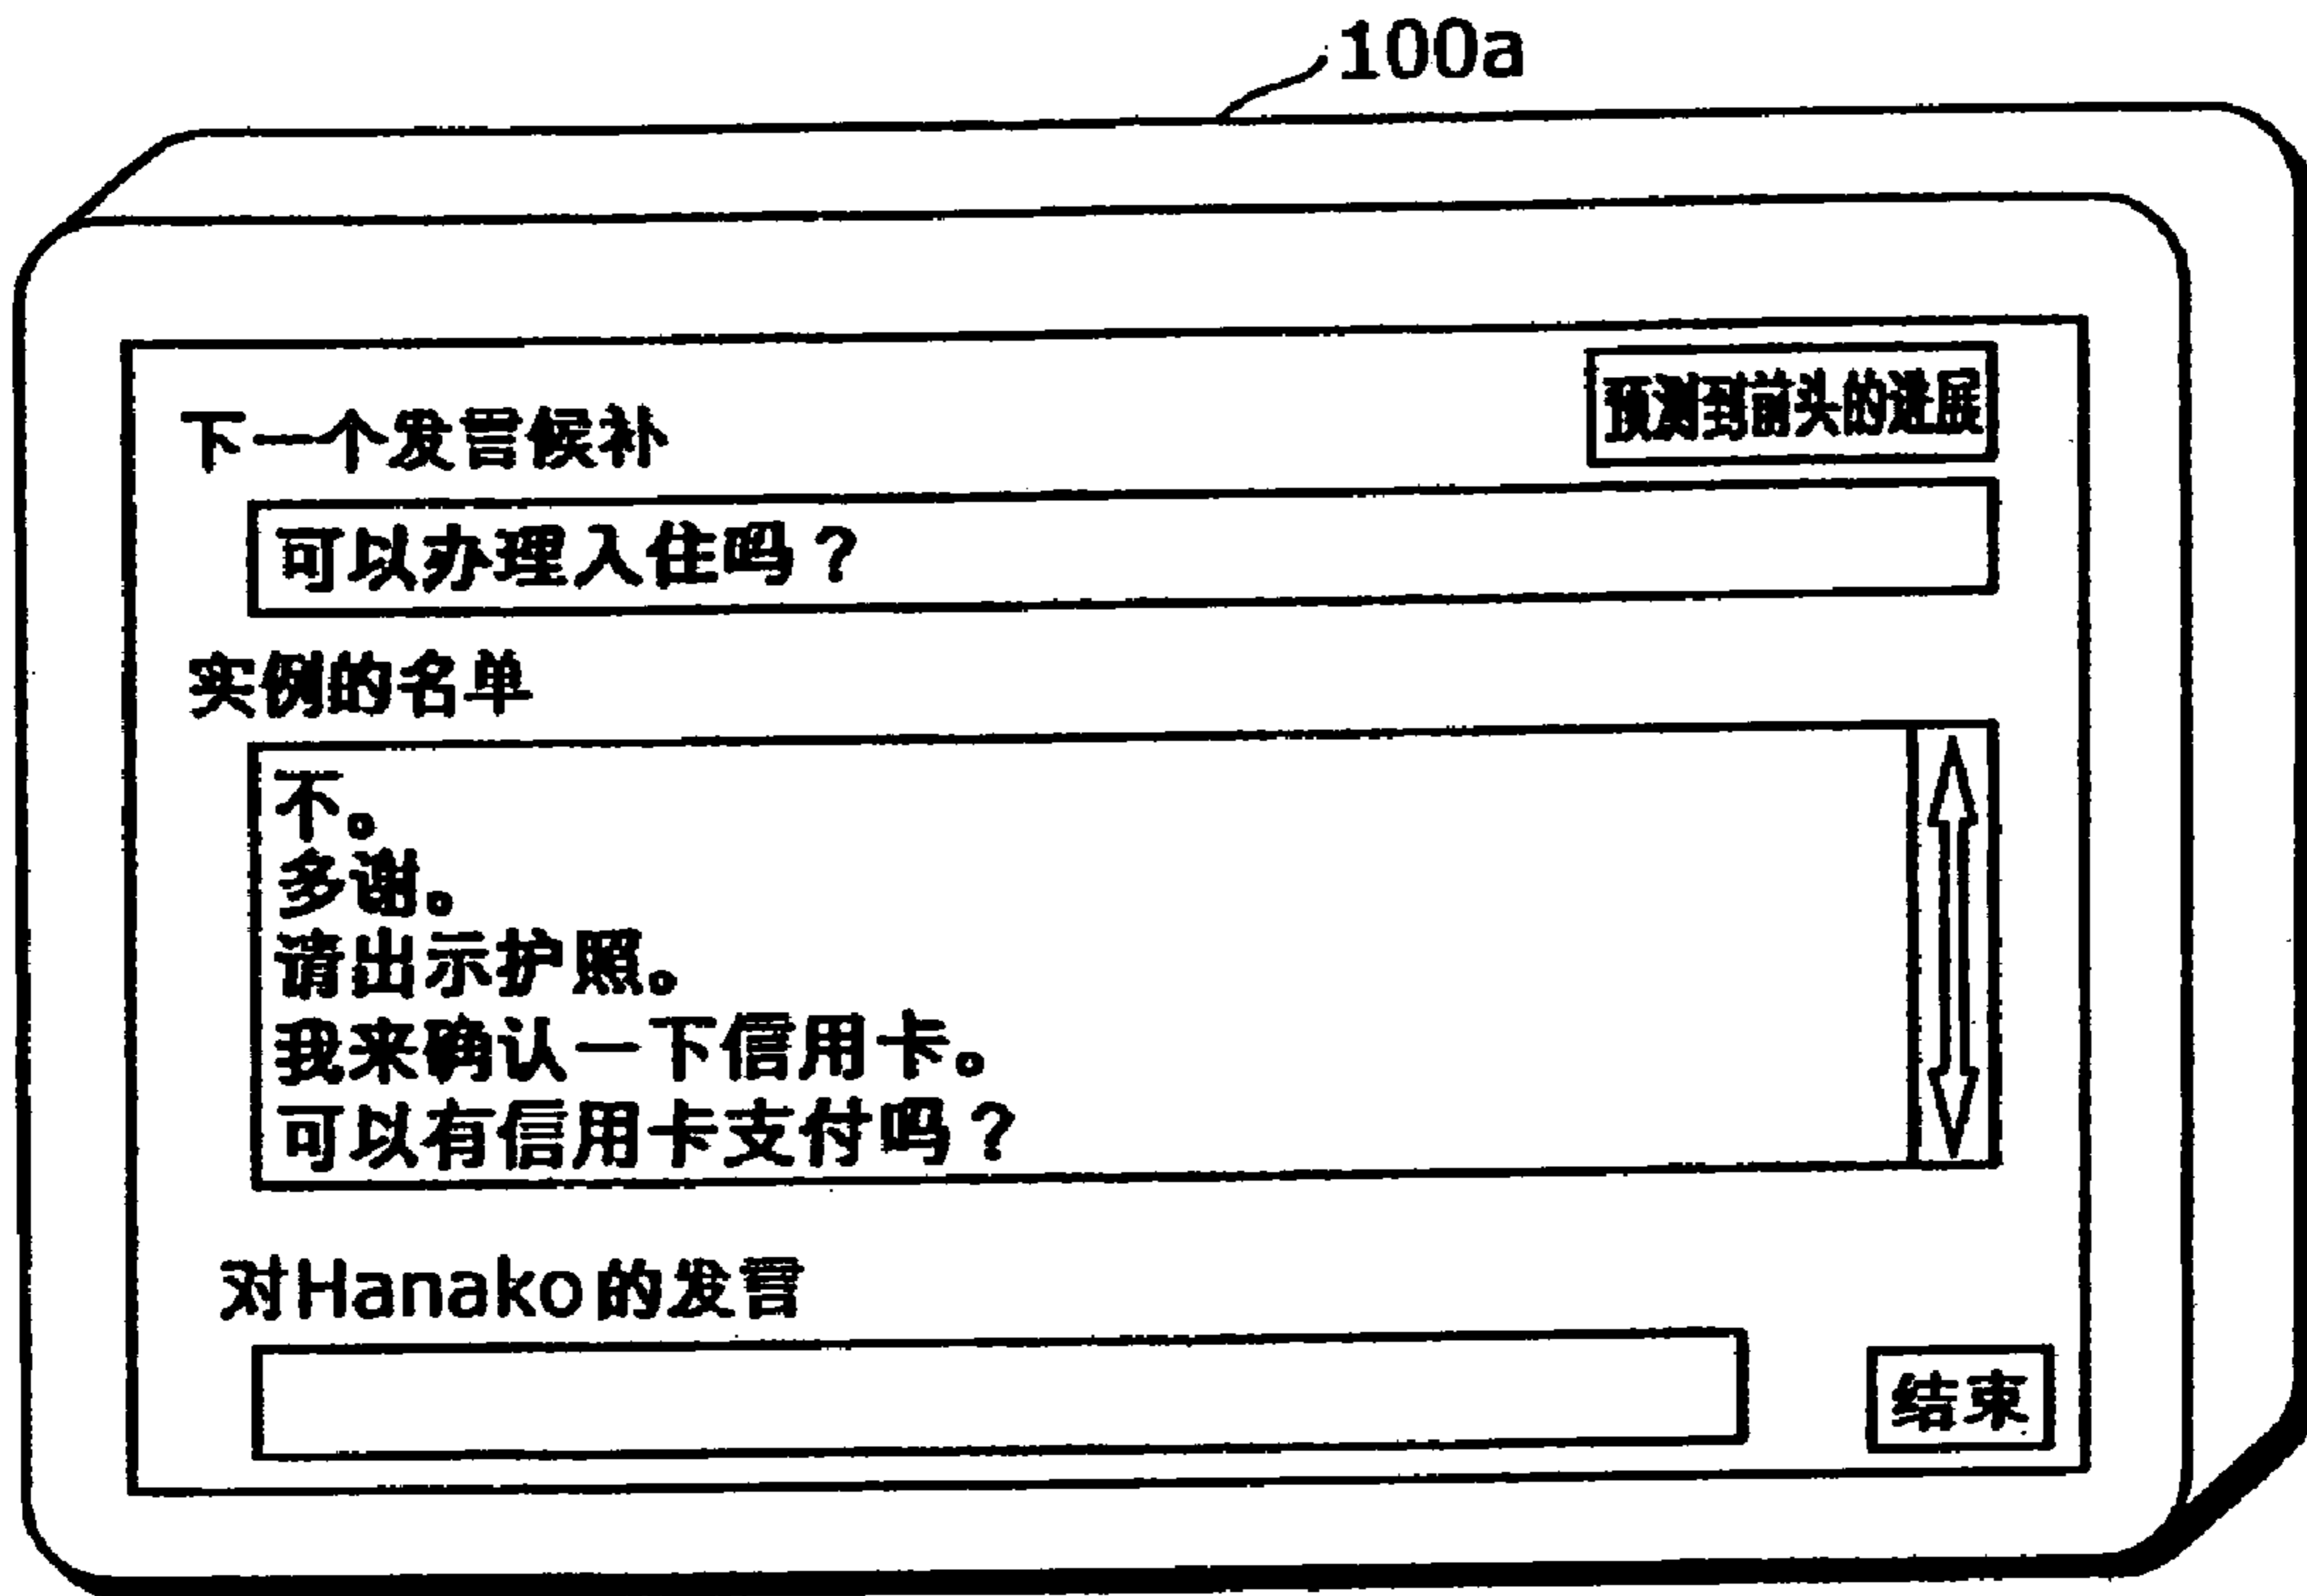 100a
预测到前头的进展
下一个发言候补
可以办理入住吗？
实例的名单
不。
多谢。
请出示护照。
我来确认一下信用卡。
可以有信用卡支付吗？
对Hanako的发言
结束